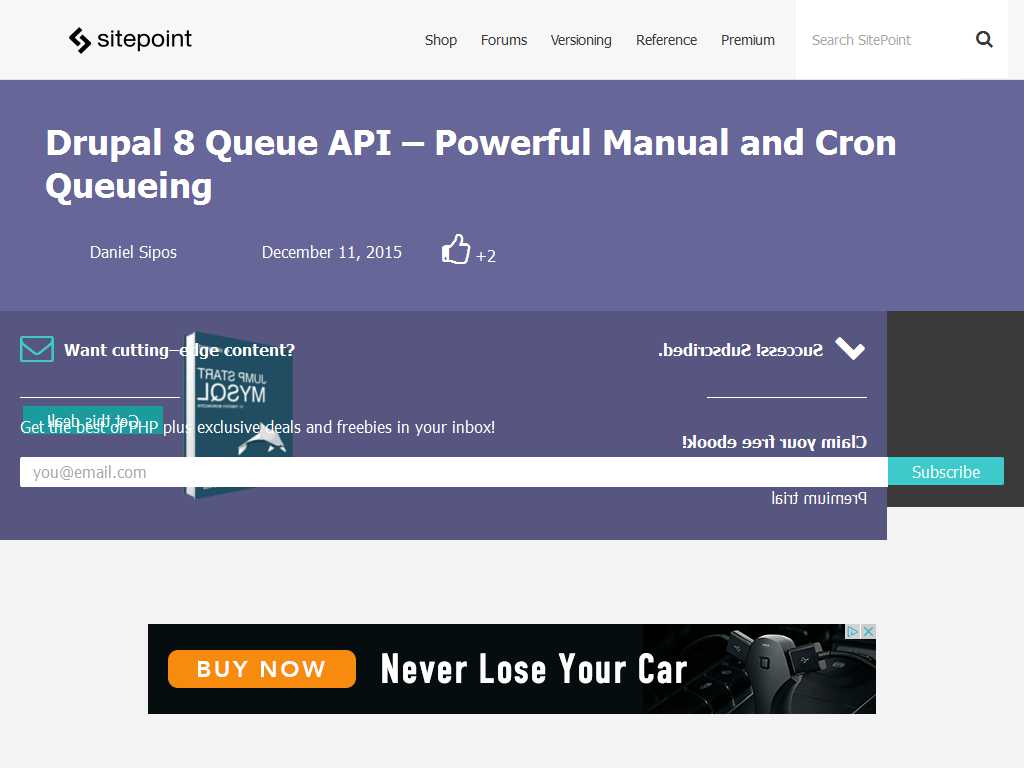 sitepoint
Shop
Forums
Versioning
Reference
Premium
Search SitePoint
Drupal 8 Queue API – Powerful Manual and Cron
Queueing
Daniel Sipos
December 11, 2015
+2
Want cutting–edge content?
Success! Subscribed.
JUMP START
MYSQL
Get this deal!
Get the best of PHP plus exclusive deals and freebies in your inbox!
Claim your free ebook!
you@email.com
Subscribe
Premium trial
BUY NOW
Never Lose Your Car